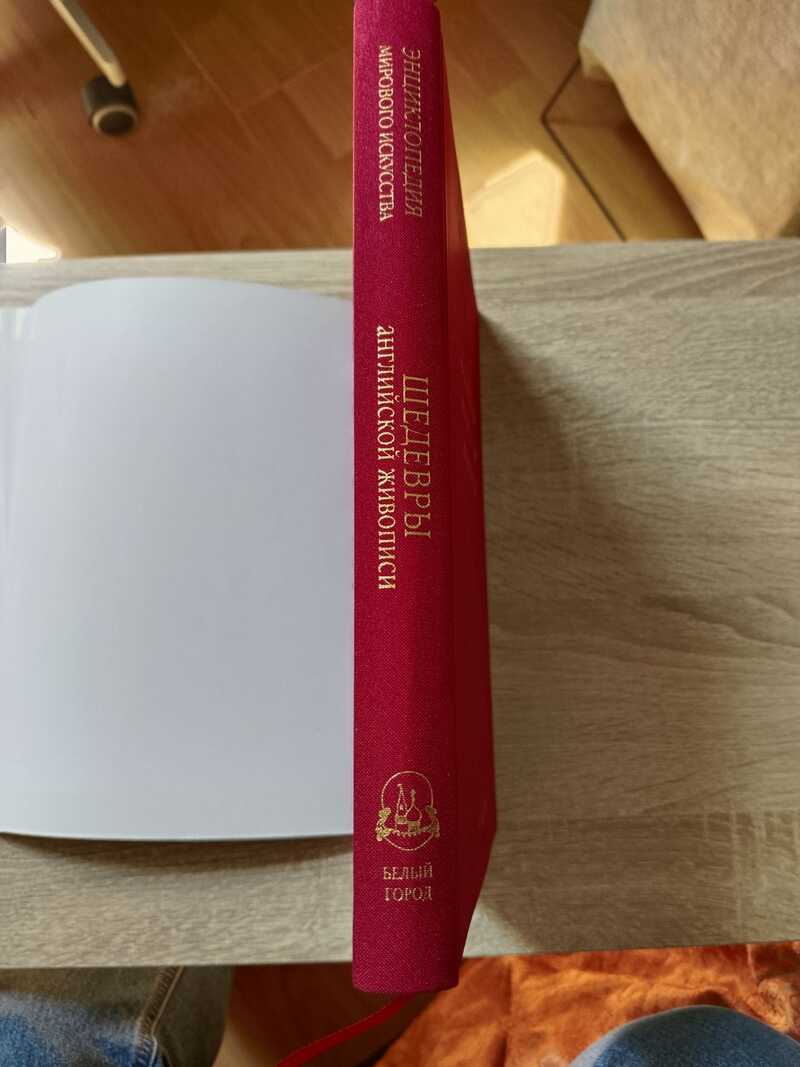 ЭНЦИКЛОПЕДИЯ
МИРОВОГО ИСКУССТВА
ШЕДЕВРЫ
АНГЛИЙСКОЙ ЖИВОПИСИ
БЕЛЫЙ
ГОРОД